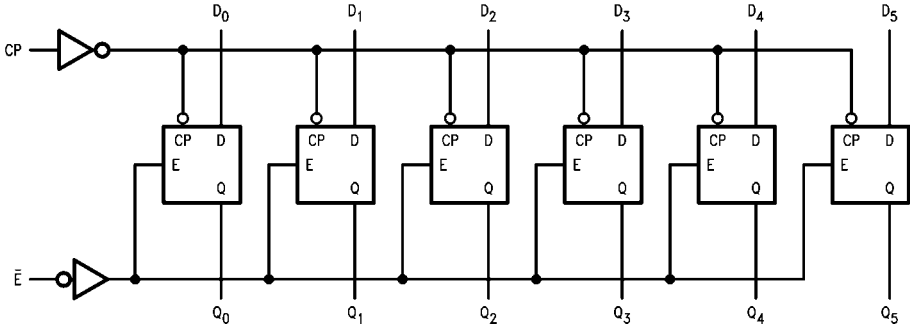 D0 D1 D2 D3 D4 D5
CP
CP D CP D CP D CP D CP D CP D
E E E E E E
Q Q Q Q Q Q
Ē
Q0 Q1 Q2 Q3 Q4 Q5